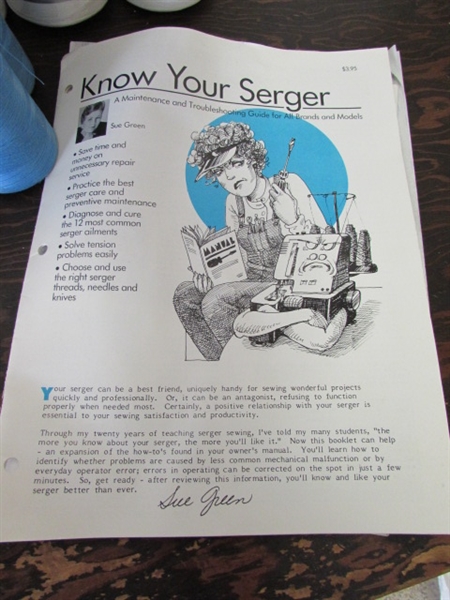 Know Your Serger
$3.95
A Maintenance and Troubleshooting Guide for All Brands and Models
Sue Green
• Save time and
money on
unnecessary repair
service
• Practice the best
serger care and
preventive maintenance
• Diagnose and cure
the 12 most common
serger ailments
• Solve tension
problems easily
• Choose and use
the right serger
threads, needles and
knives
MANUAL
Your serger can be a best friend, uniquely handy for sewing wonderful projects
quickly and professionally. Or, it can be an antagonist, refusing to function
properly when needed most. Certainly, a positive relationship with your serger is
essential to your sewing satisfaction and productivity.
Through my twenty years of teaching serger sewing, I've told my many students, "the
more you know about your serger, the more you'll like it." Now this booklet can help
- an expansion of the how-to's found in your owner's manual. You'll learn how to
identify whether problems are caused by less common mechanical malfunction or by
everyday operator error; errors in operating can be corrected on the spot in just a few
minutes. So, get ready - after reviewing this information, you'll know and like your
serger better than ever.
Sue Green